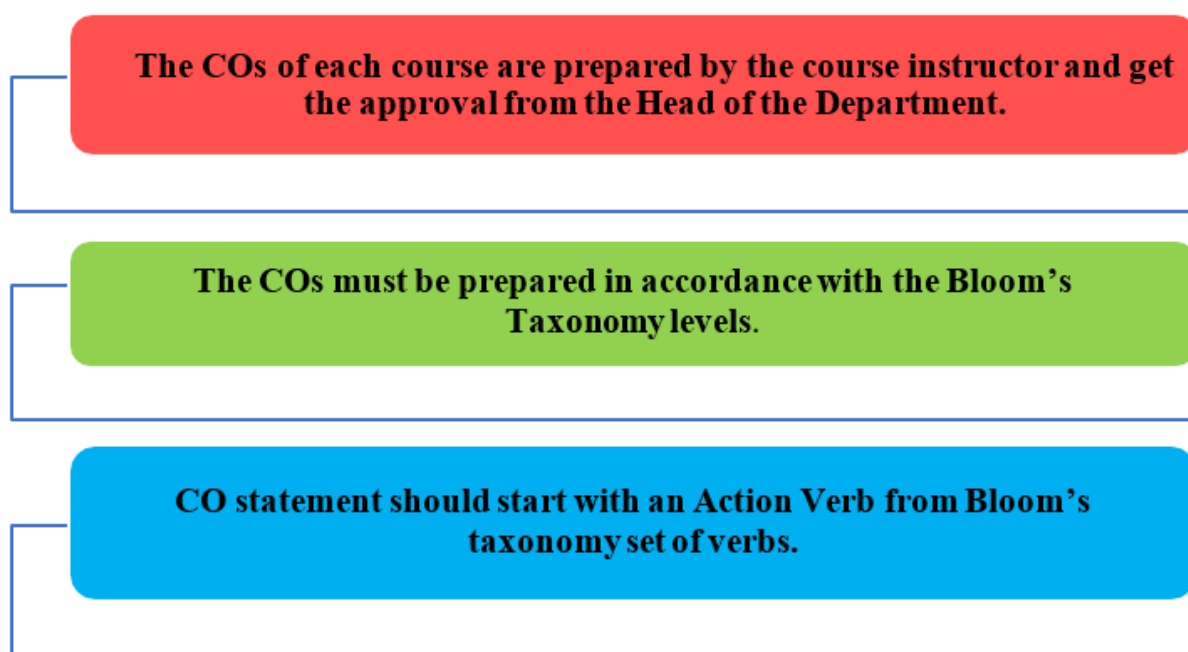 The COs of each course are prepared by the course instructor and get
the approval from the Head of the Department.
The COs must be prepared in accordance with the Bloom’s
Taxonomy levels.
CO statement should start with an Action Verb from Bloom’s
taxonomy set of verbs.